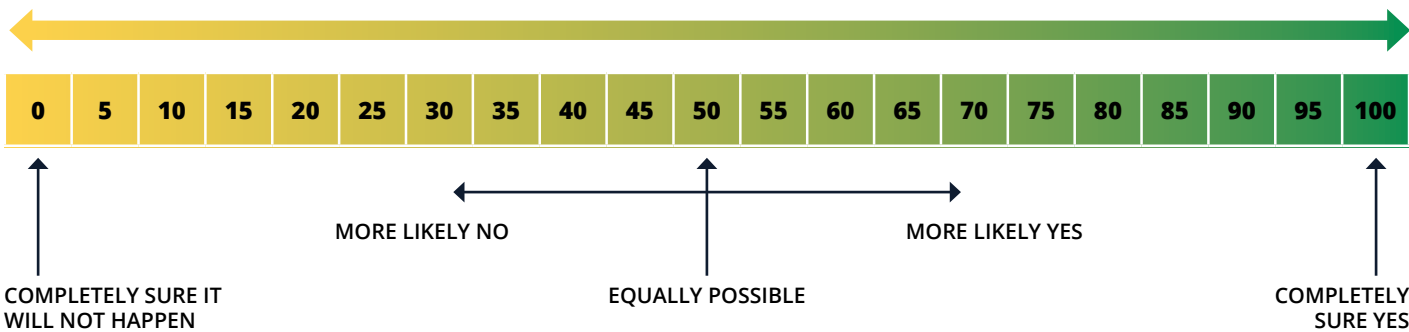 0 5 10 15 20 25 30 35 40 45 50 55 60 65 70 75 80 85 90 95 100
MORE LIKELY NO
MORE LIKELY YES
COMPLETELY SURE IT
WILL NOT HAPPEN
EQUALLY POSSIBLE
COMPLETELY
SURE YES